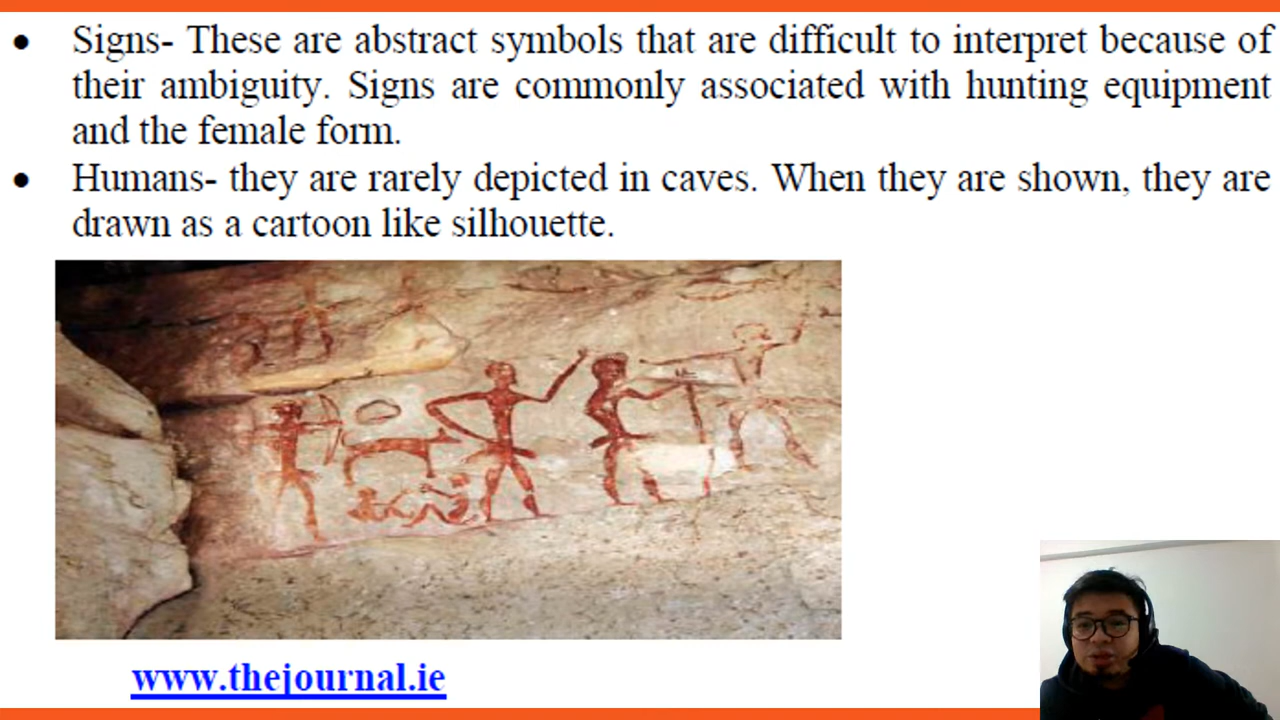 • Signs- These are abstract symbols that are difficult to interpret because of
their ambiguity. Signs are commonly associated with hunting equipment
and the female form.
• Humans- they are rarely depicted in caves. When they are shown, they are
drawn as a cartoon like silhouette.
www.thejournal.ie